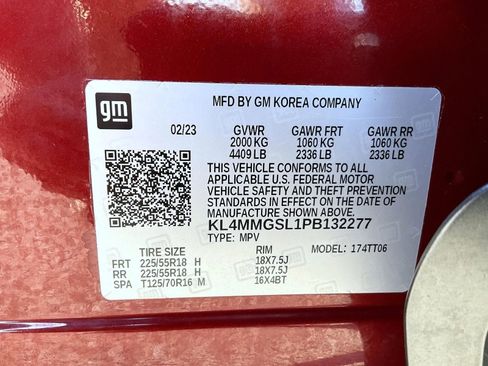 gm
MFD BY GM KOREA COMPANY
02/23 GVWR GAWR FRT GAWR RR
2000 KG 1060 KG 1060 KG
4409 LB 2336 LB 2336 LB
THIS VEHICLE CONFORMS TO ALL
APPLICABLE U.S. FEDERAL MOTOR
VEHICLE SAFETY AND THEFT PREVENTION
STANDARDS IN EFFECT ON THE DATE
OF MANUFACTURE SHOWN ABOVE.
KL4MMGSL1PB132277
TYPE: MPV
TIRE SIZE RIM MODEL: 174TT06
FRT 225/55R18 H 18X7.5J
RR 225/55R18 H 18X7.5J
SPA T125/70R16 M 16X4BT